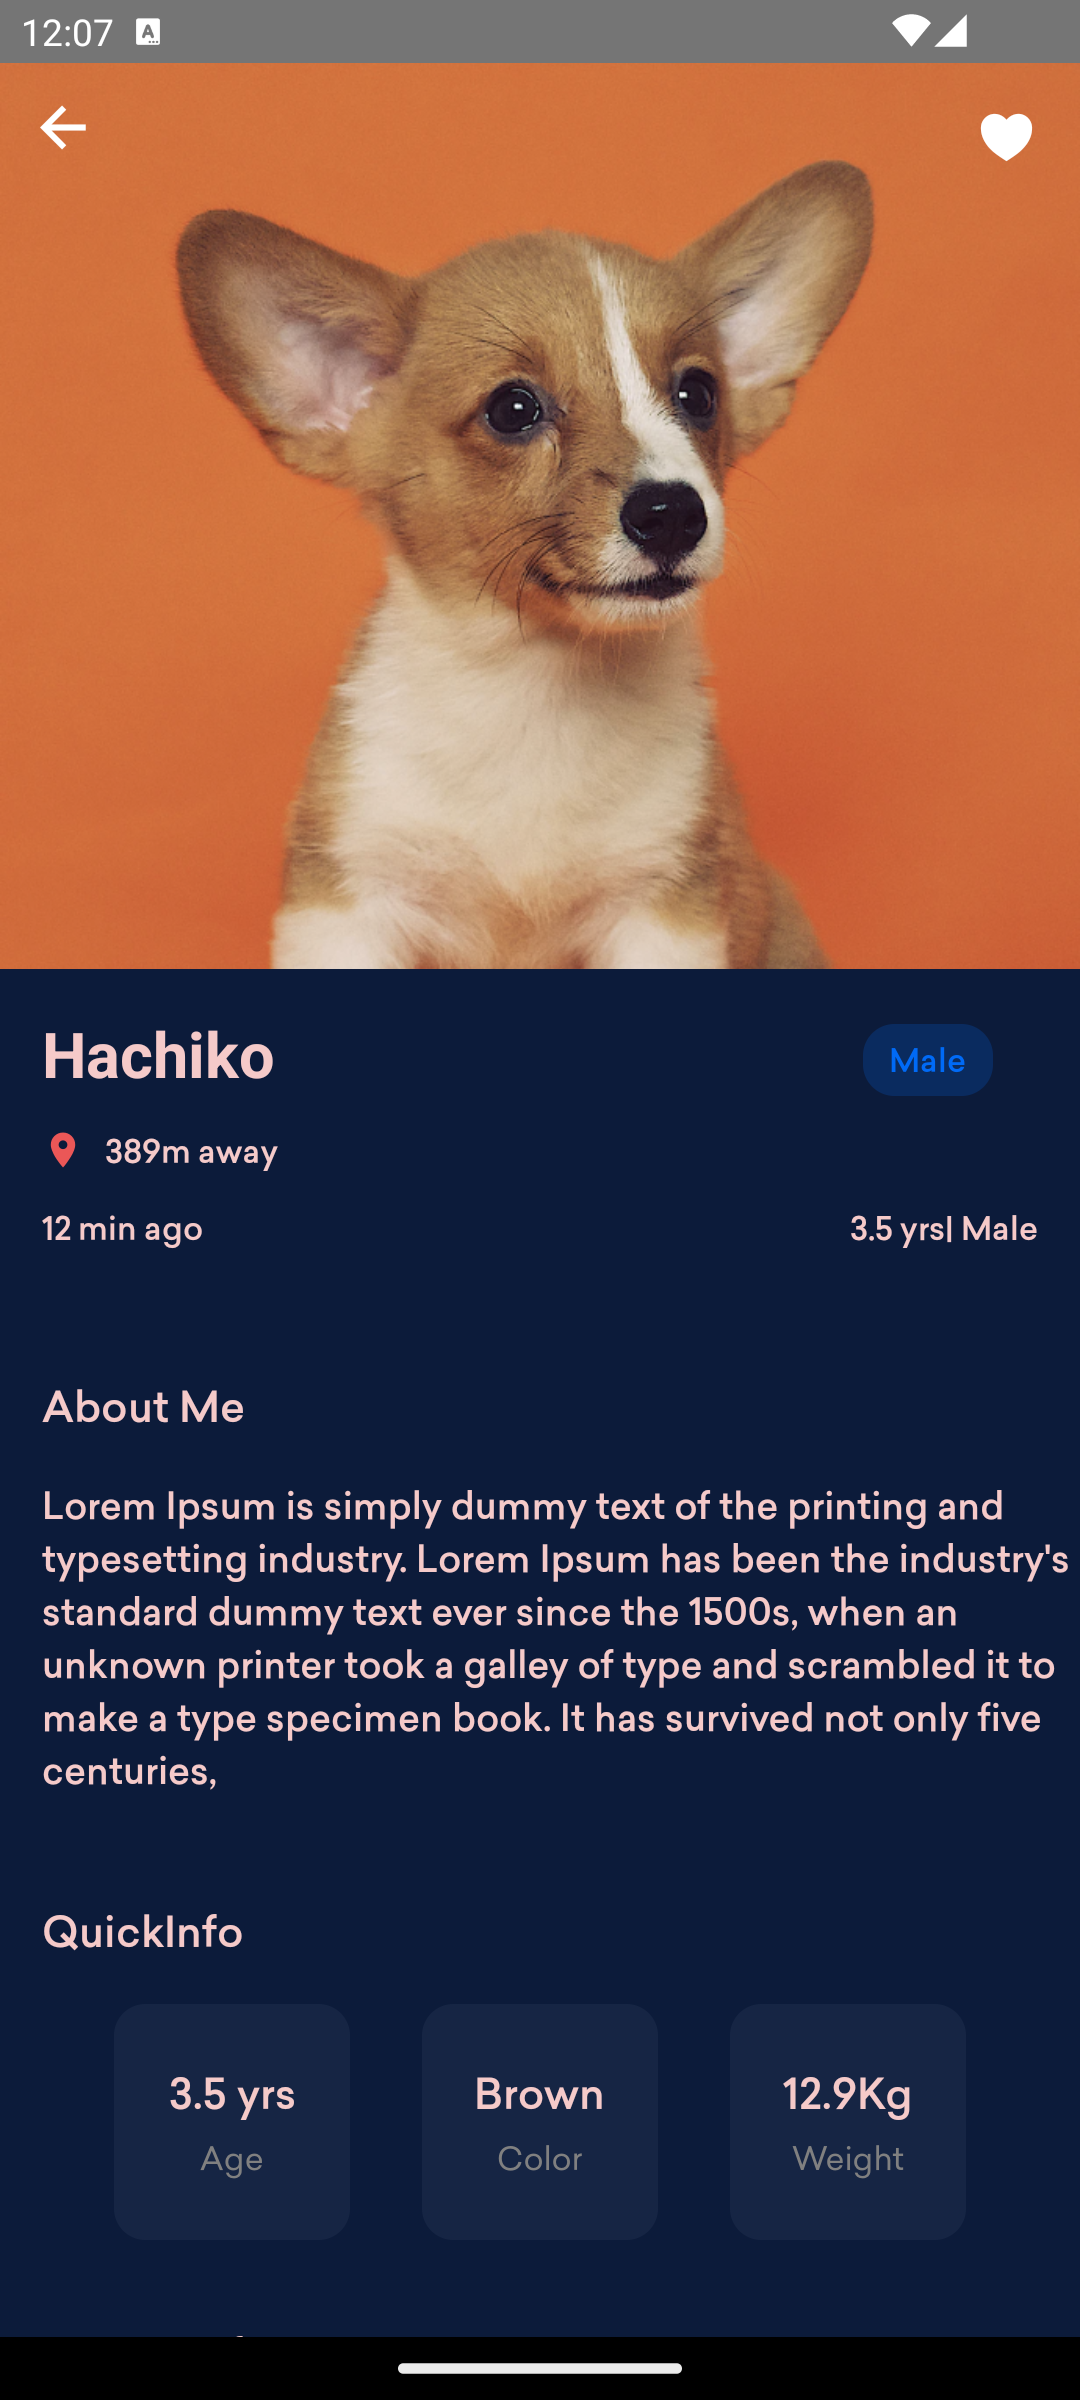 12:07
Hachiko
Male
389m away
12 min ago
3.5 yrs| Male
About Me
Lorem Ipsum is simply dummy text of the printing and
typesetting industry. Lorem Ipsum has been the industry's
standard dummy text ever since the 1500s, when an
unknown printer took a galley of type and scrambled it to
make a type specimen book. It has survived not only five
centuries,
QuickInfo
3.5 yrs
Brown
12.9Kg
Age
Color
Weight